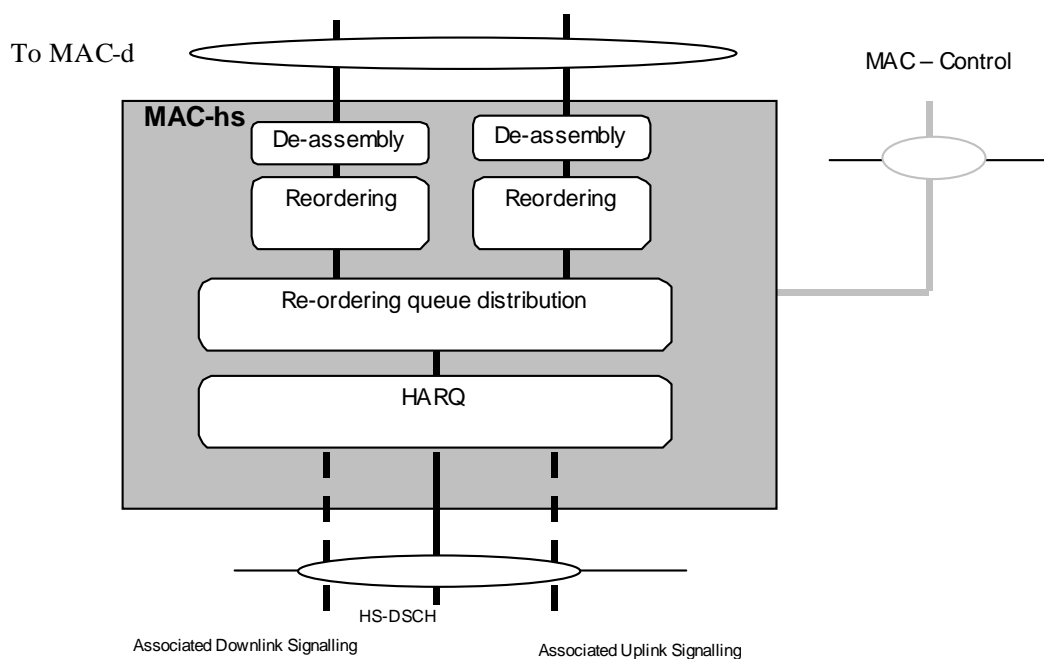 To MAC-d
MAC – Control
MAC-hs
De-assembly
De-assembly
Reordering
Reordering
Re-ordering queue distribution
HARQ
HS-DSCH
Associated Downlink Signalling
Associated Uplink Signalling